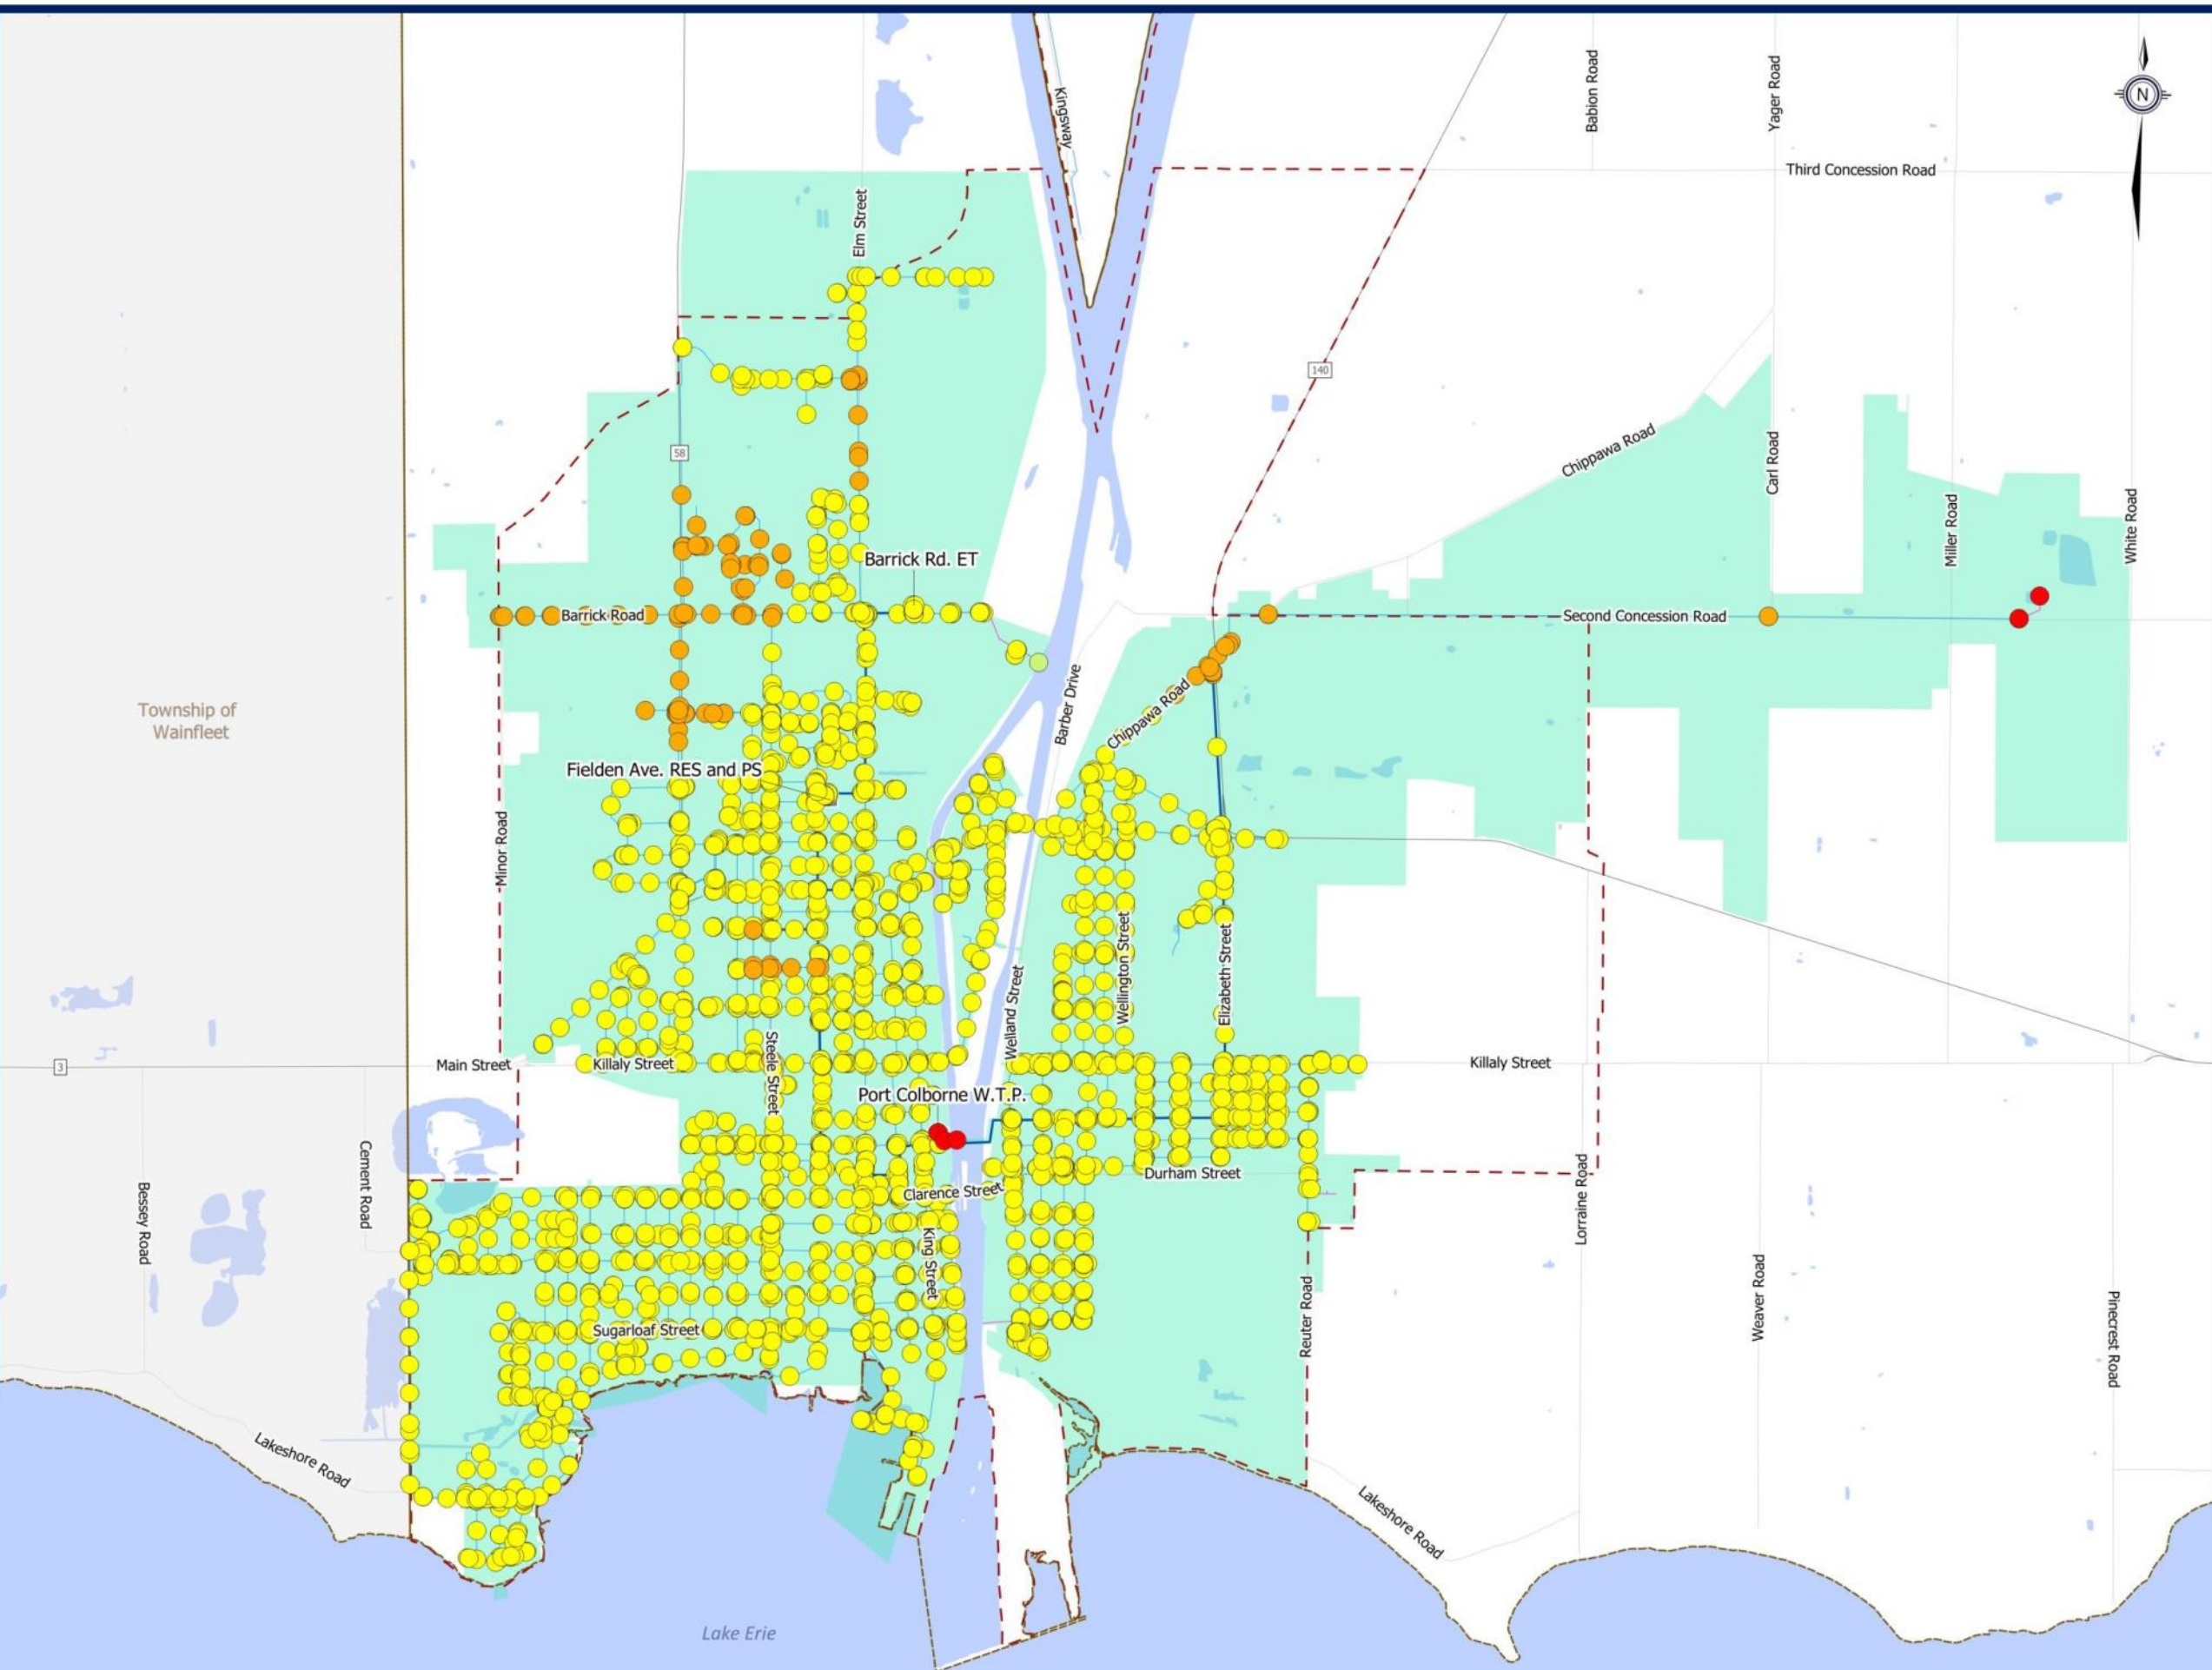 Kingsway
Babion Road
Yager Road
N
Third Concession Road
Elm Street
140
Chippawa Road
58
Carl Road
Miller Road
White Road
Barrick Rd. ET
Barrick Road
Second Concession Road
Township of
Wainfleet
Barber Drive
Chippawa Road
Fielden Ave. RES and PS
Minor Road
Wellington Street
Elizabeth Street
Welland Street
3
Main Street
Killaly Street
Steele Street
Killaly Street
Port Colborne W.T.P.
Cement Road
Bessey Road
Durham Street
Clarence Street
Lorraine Road
King Street
Weaver Road
Reuter Road
Pinecrest Road
Sugarloaf Street
Lakeshore Road
Lakeshore Road
Lake Erie